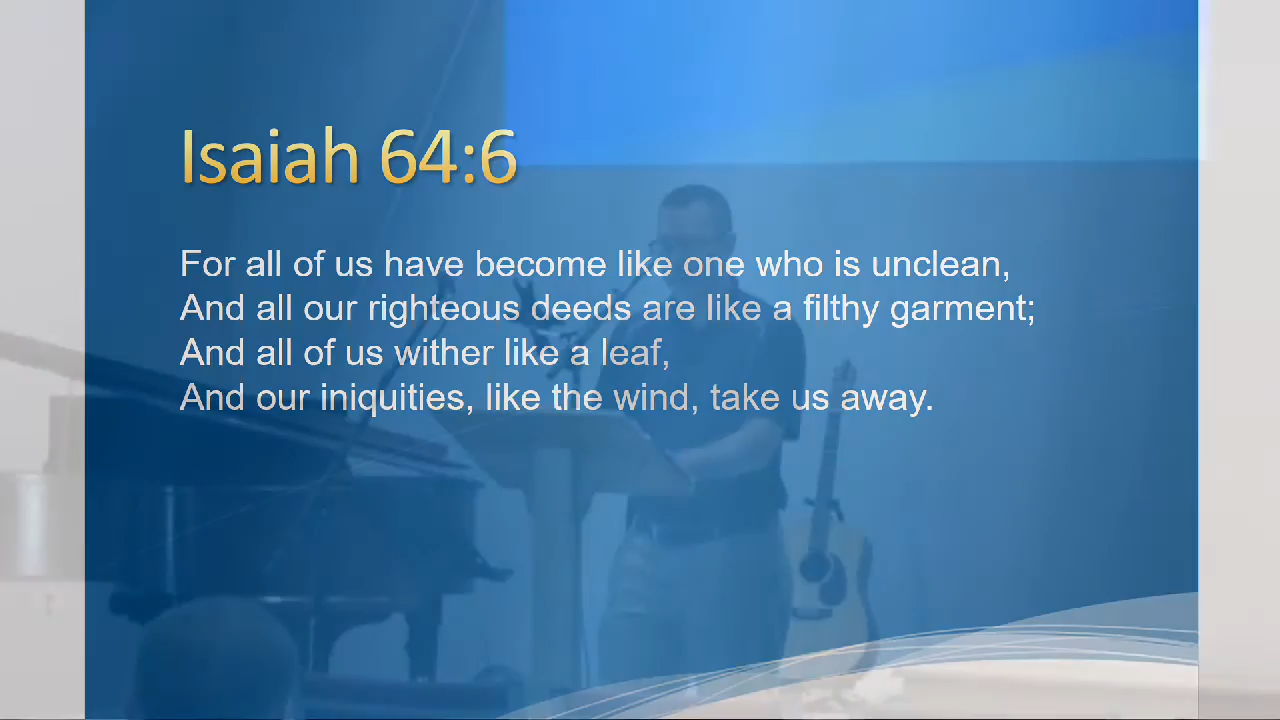 Isaiah 64:6
For all of us have become like one who is unclean,
And all our righteous deeds are like a filthy garment;
And all of us wither like a leaf,
And our iniquities, like the wind, take us away.